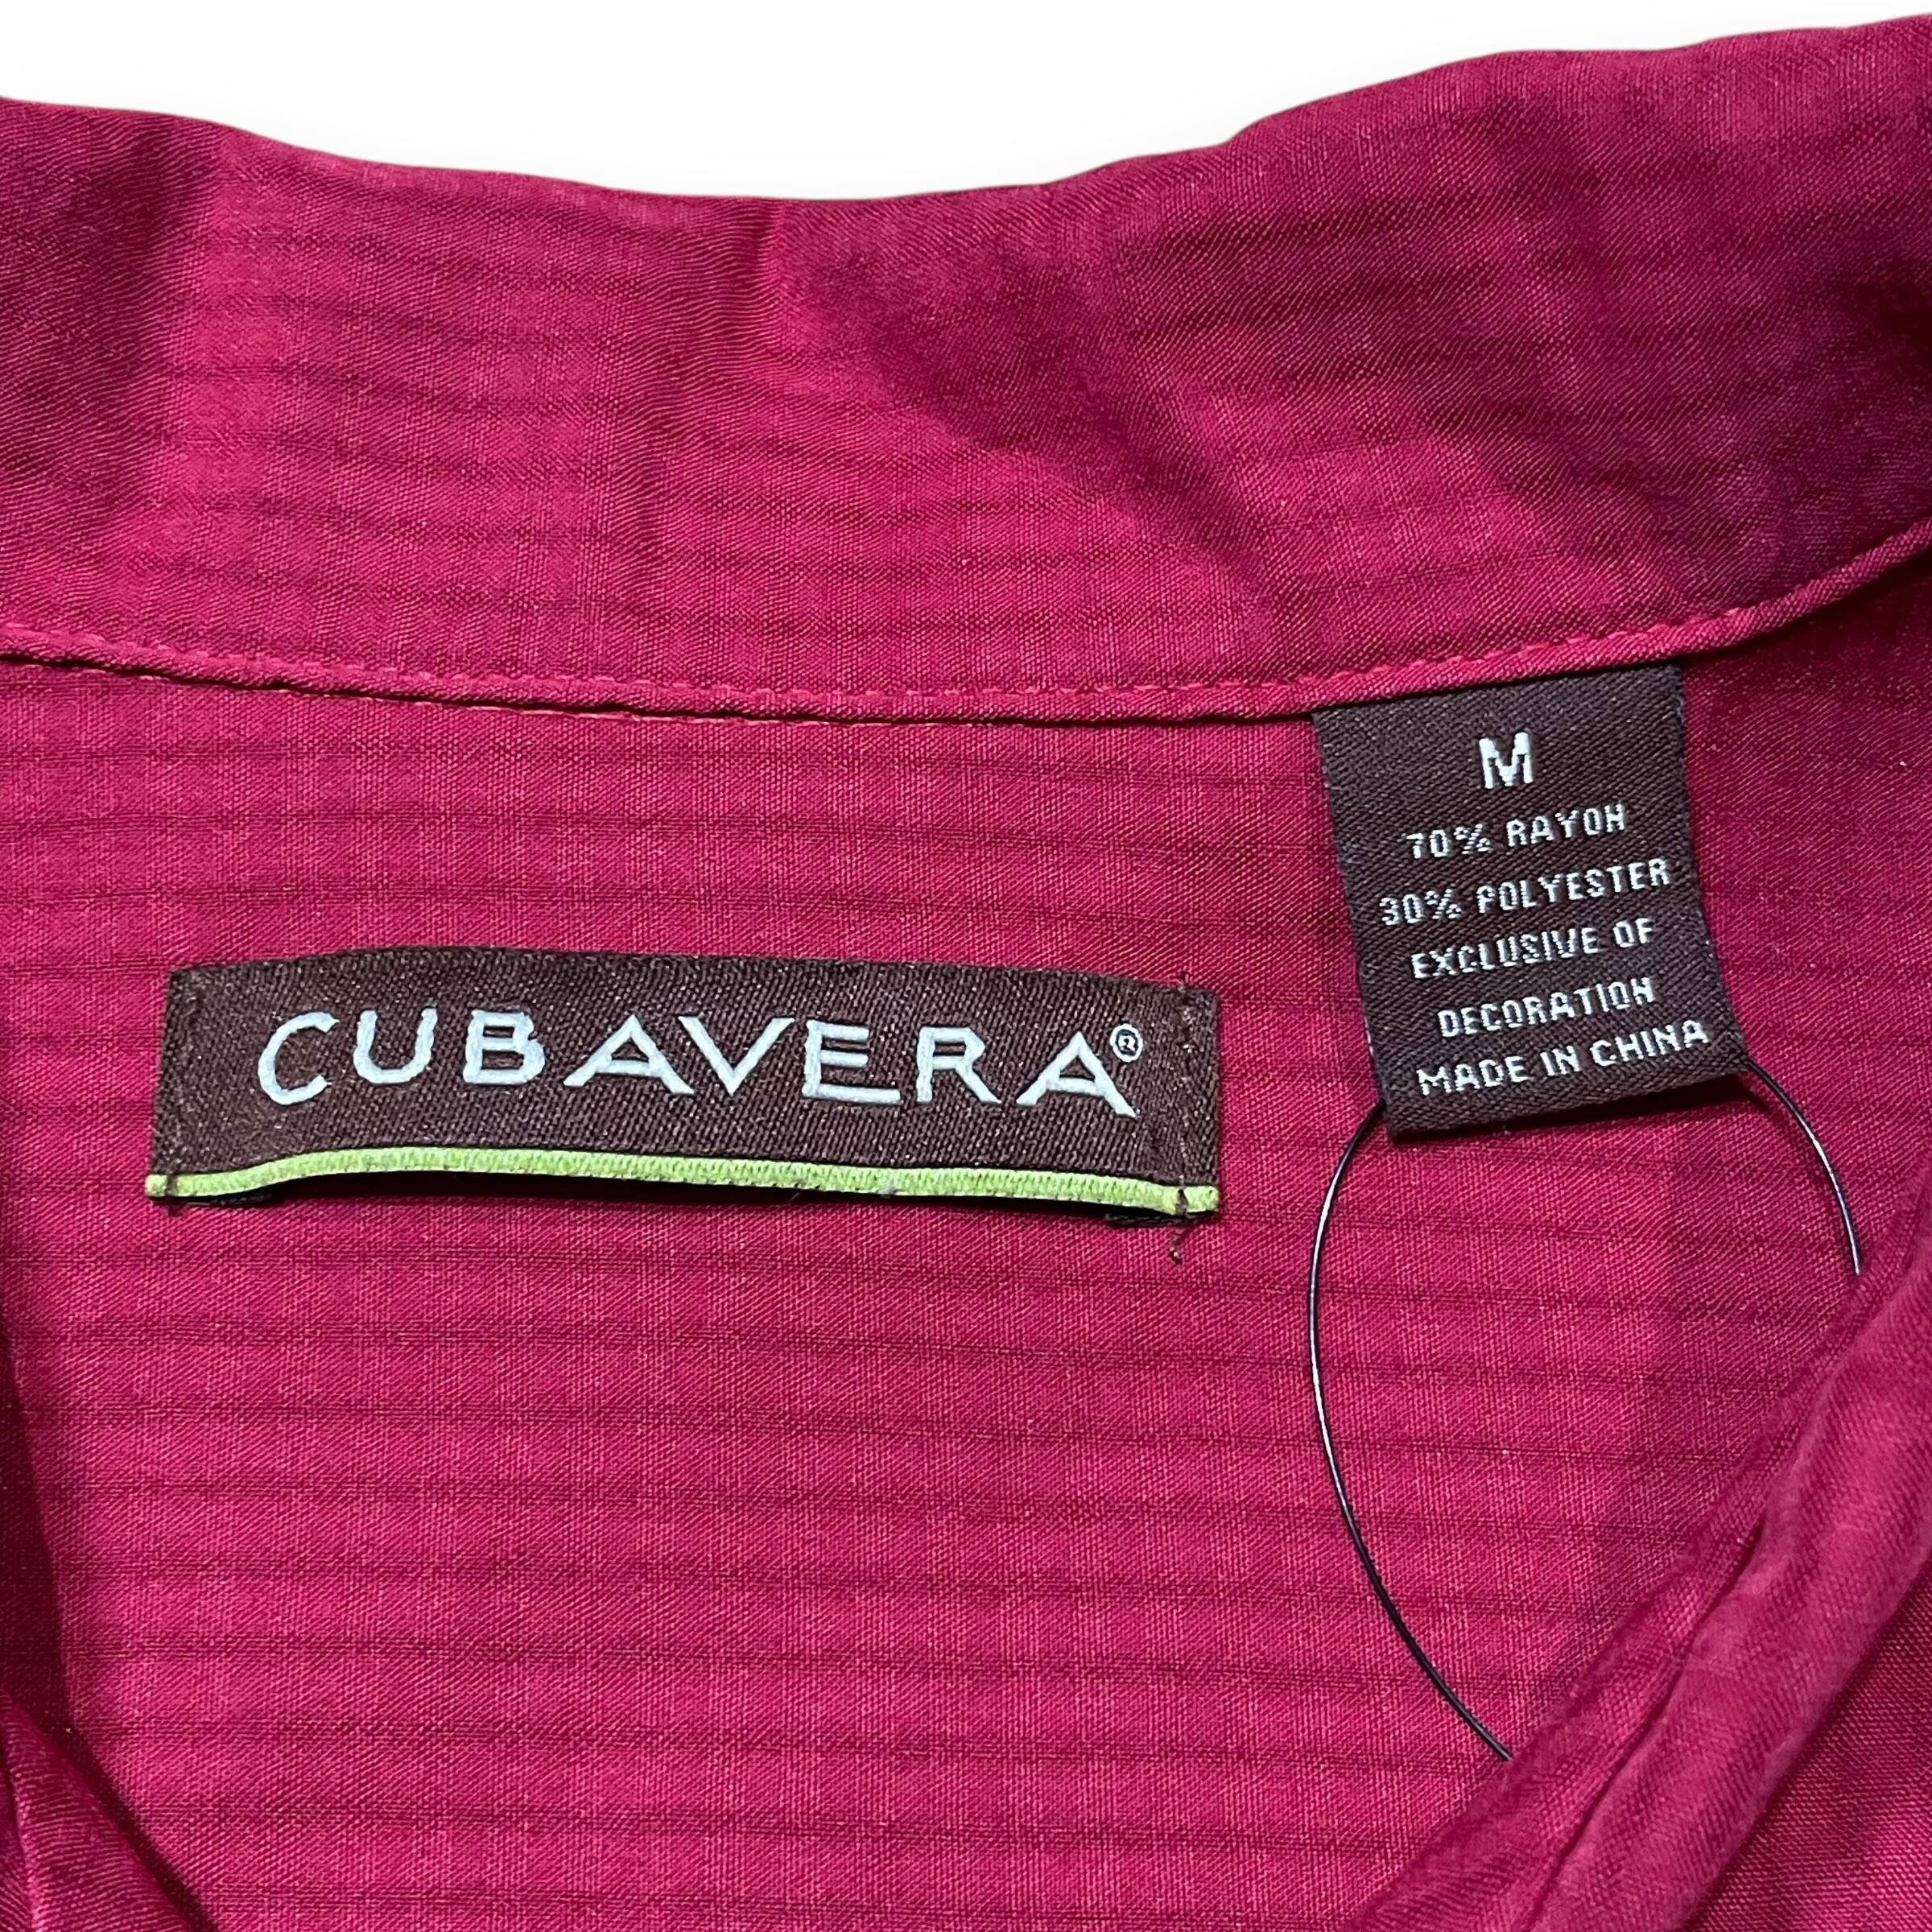 CUBAVERA®
M
70% RAYON
30% POLYESTER
EXCLUSIVE OF
DECORATION
MADE IN CHINA